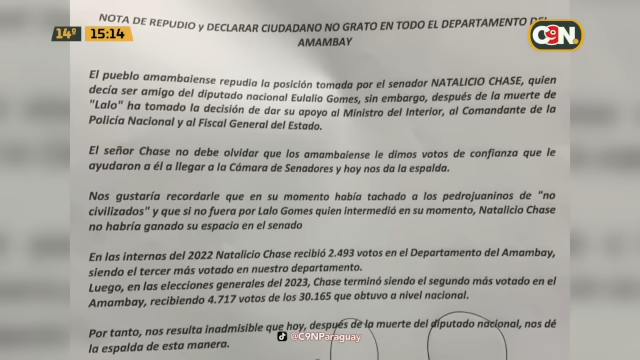 14º 15:14
C9N
NOTA DE REPUDIO y DECLARAR CIUDADANO NO GRATO EN TODO EL DEPARTAMENTO DEL
AMAMBAY
El pueblo amambaiense repudia la posición tomada por el senador NATALICIO CHASE, quien
decía ser amigo del diputado nacional Eulalio Gomes, sin embargo, después de la muerte de
"Lalo" ha tomado la decisión de dar su apoyo al Ministro del Interior, al Comandante de la
Policía Nacional y al Fiscal General del Estado.
El señor Chase no debe olvidar que los amambaiense le dimos votos de confianza que le
ayudaron a él a llegar a la Cámara de Senadores y hoy nos da la espalda.
Nos gustaría recordarle que en su momento había tachado a los pedrojuaninos de "no
civilizados" y que si no fuera por Lalo Gomes quien intermedió en su momento, Natalicio Chase
no habría ganado su espacio en el senado
En las internas del 2022 Natalicio Chase recibió 2.493 votos en el Departamento del Amambay,
siendo el tercer más votado en nuestro departamento.
Luego, en las elecciones generales del 2023, Chase terminó siendo el segundo más votado en el
Amambay, recibiendo 4.717 votos de los 30.165 que obtuvo a nivel nacional.
Por tanto, nos resulta inadmisible que hoy, después de la muerte del diputado nacional, nos dé
la espalda de esta manera.
@C9NParaguay